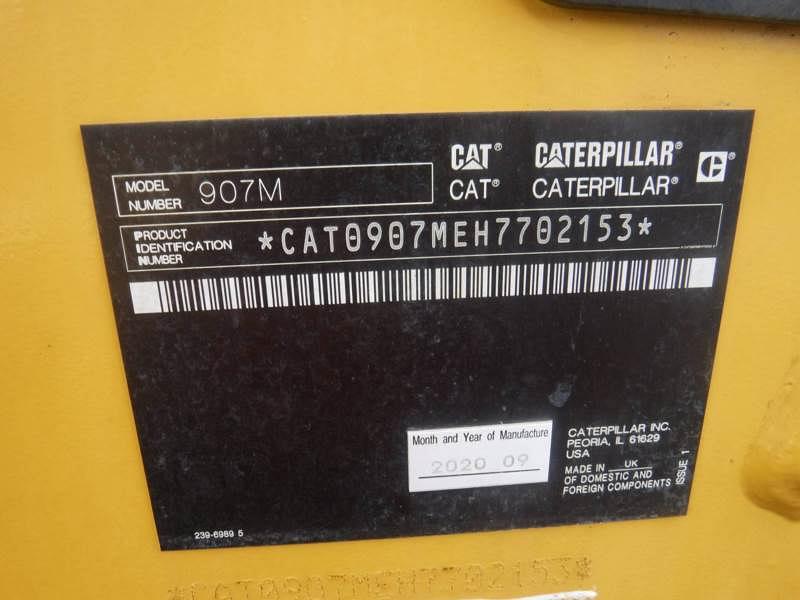 CAT® CATERPILLAR®
CAT® CATERPILLAR®
MODEL NUMBER 907M
PRODUCT IDENTIFICATION NUMBER *CAT0907MEH7702153*
Month and Year of Manufacture
2020 09
CATERPILLAR INC.
PEORIA, IL 61629
USA
MADE IN UK
OF DOMESTIC AND
FOREIGN COMPONENTS
ISSUE 1
239-6989 5
*CAT0907MEH7702153*